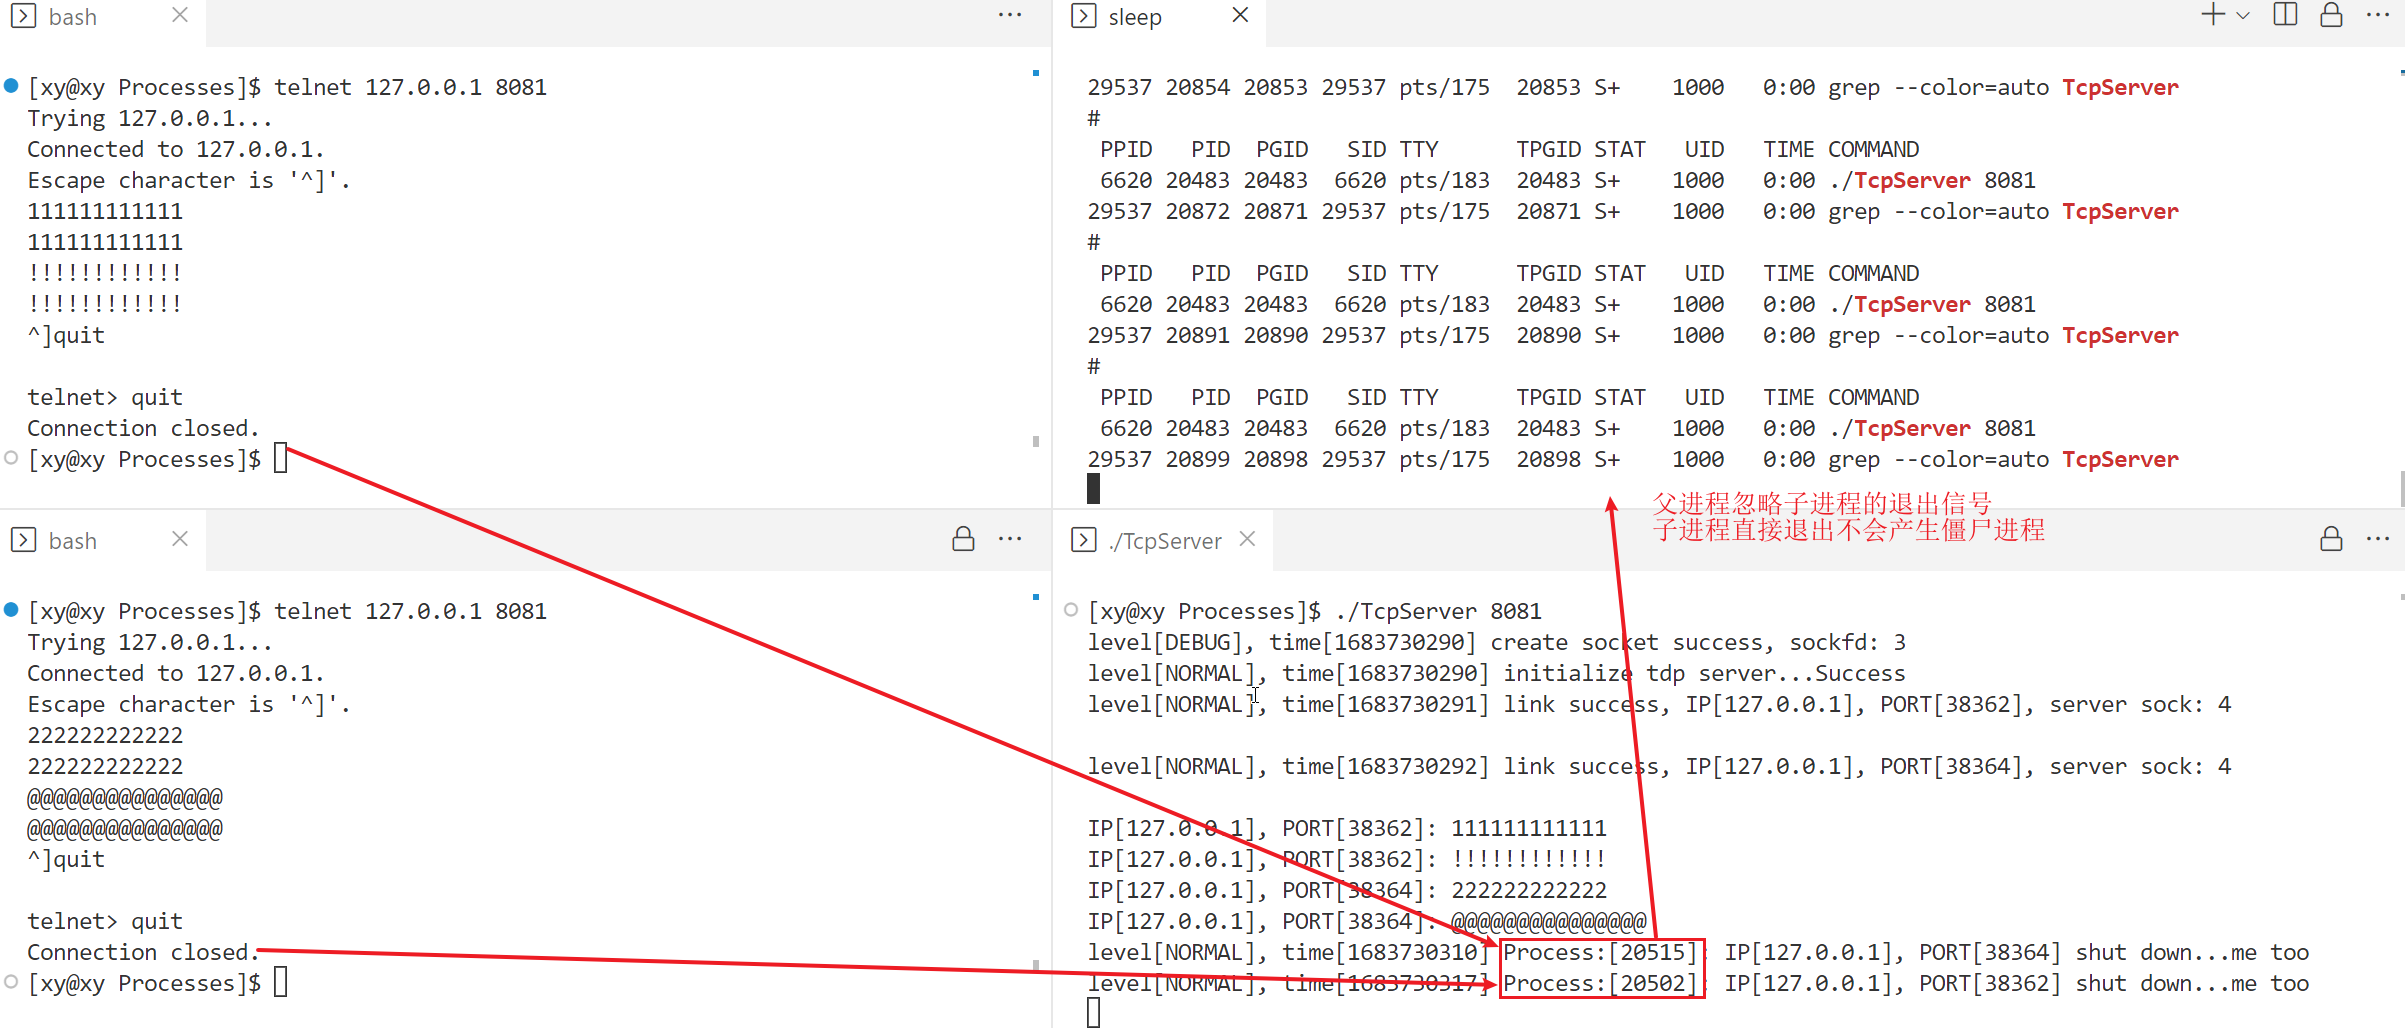 bash
[xy@xy Processes]$ telnet 127.0.0.1 8081
Trying 127.0.0.1...
Connected to 127.0.0.1.
Escape character is '^]'.
111111111111
111111111111
!!!!!!!!!!!!
!!!!!!!!!!!!
^]quit
telnet> quit
Connection closed.
[xy@xy Processes]$
sleep
29537 20854 20853 29537 pts/175  20853 S+    1000   0:00 grep --color=auto TcpServer
#
 PPID   PID  PGID   SID TTY      TPGID STAT   UID   TIME COMMAND
 6620 20483 20483  6620 pts/183  20483 S+    1000   0:00 ./TcpServer 8081
29537 20872 20871 29537 pts/175  20871 S+    1000   0:00 grep --color=auto TcpServer
#
 PPID   PID  PGID   SID TTY      TPGID STAT   UID   TIME COMMAND
 6620 20483 20483  6620 pts/183  20483 S+    1000   0:00 ./TcpServer 8081
29537 20891 20890 29537 pts/175  20890 S+    1000   0:00 grep --color=auto TcpServer
#
 PPID   PID  PGID   SID TTY      TPGID STAT   UID   TIME COMMAND
 6620 20483 20483  6620 pts/183  20483 S+    1000   0:00 ./TcpServer 8081
29537 20899 20898 29537 pts/175  20898 S+    1000   0:00 grep --color=auto TcpServer
父进程忽略子进程的退出信号
子进程直接退出不会产生僵尸进程
bash
[xy@xy Processes]$ telnet 127.0.0.1 8081
Trying 127.0.0.1...
Connected to 127.0.0.1.
Escape character is '^]'.
222222222222
222222222222
@@@@@@@@@@@@@@@
@@@@@@@@@@@@@@@
^]quit
telnet> quit
Connection closed.
[xy@xy Processes]$
./TcpServer
[xy@xy Processes]$ ./TcpServer 8081
level[DEBUG], time[1683730290] create socket success, sockfd: 3
level[NORMAL], time[1683730290] initialize tdp server...Success
level[NORMAL], time[1683730291] link success, IP[127.0.0.1], PORT[38362], server sock: 4
level[NORMAL], time[1683730292] link success, IP[127.0.0.1], PORT[38364], server sock: 4
IP[127.0.0.1], PORT[38362]: 111111111111
IP[127.0.0.1], PORT[38362]: !!!!!!!!!!!!
IP[127.0.0.1], PORT[38364]: 222222222222
IP[127.0.0.1], PORT[38364]: @@@@@@@@@@@@@@@
level[NORMAL], time[1683730310] Process:[20515]: IP[127.0.0.1], PORT[38364] shut down...me too
level[NORMAL], time[1683730317] Process:[20502]: IP[127.0.0.1], PORT[38362] shut down...me too